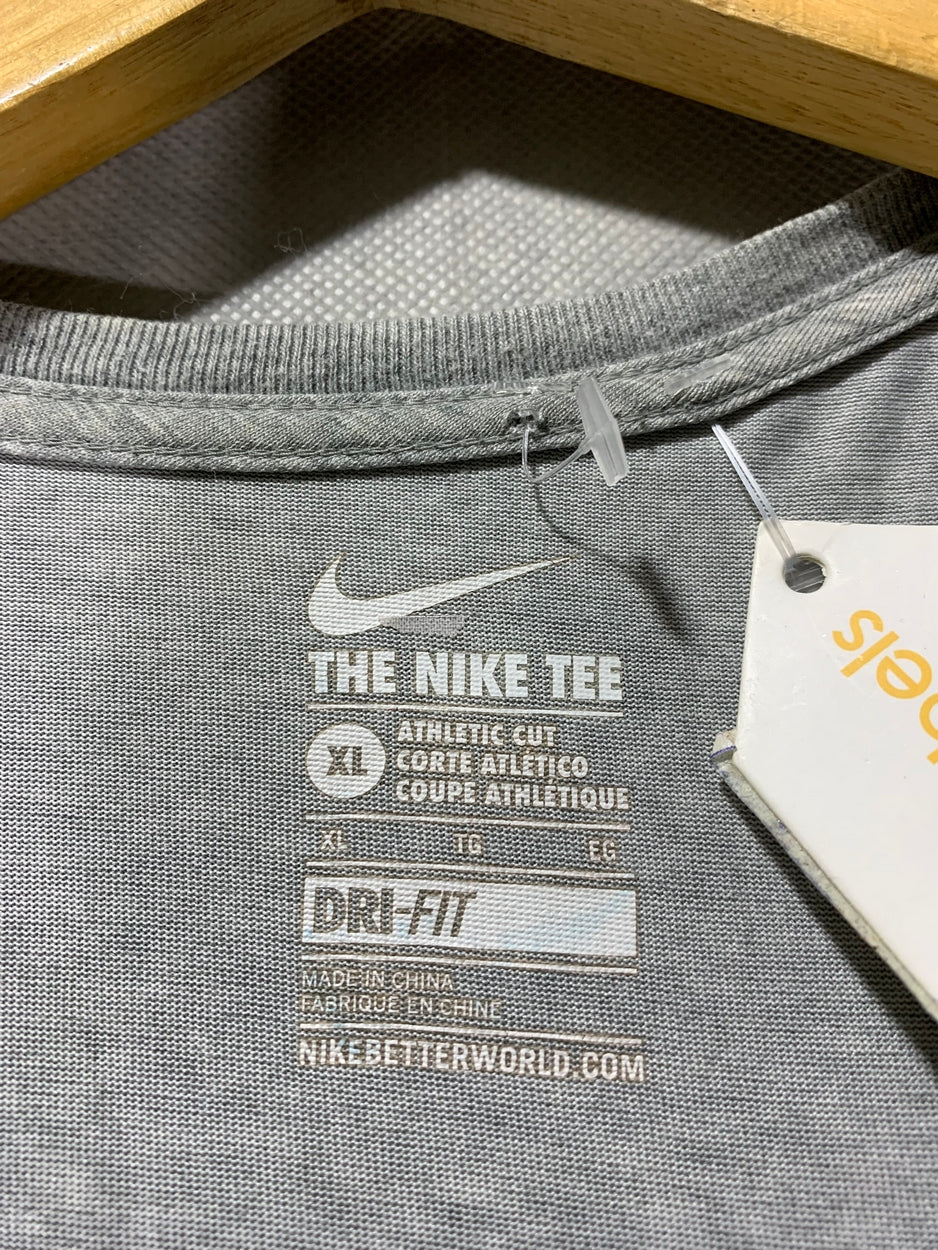 THE NIKE TEE
XL
ATHLETIC CUT
CORTE ATLÉTICO
COUPE ATHLÉTIQUE
XL TG EG
DRI-FIT
MADE IN CHINA
FABRIQUÉ EN CHINE
NIKEBETTERWORLD.COM